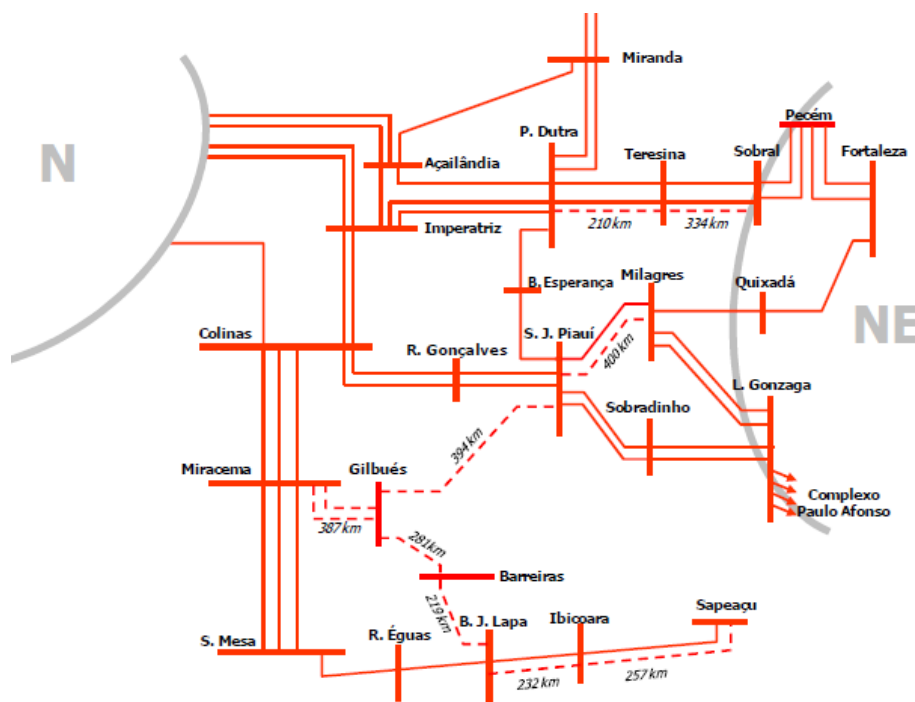 Miranda
Pecém
P. Dutra
Teresina
Sobral
Fortaleza
N
Açailândia
210 km
334 km
Imperatriz
B. Esperança
Milagres
Quixadá
NE
Colinas
S. J. Piauí
R. Gonçalves
400 km
L. Gonzaga
Sobradinho
394 km
Miracema
Gilbués
Complexo
Paulo Afonso
387 km
281km
Barreiras
219 km
Sapeaçu
S. Mesa
R. Éguas
B. J. Lapa
Ibicoara
232 km
257 km